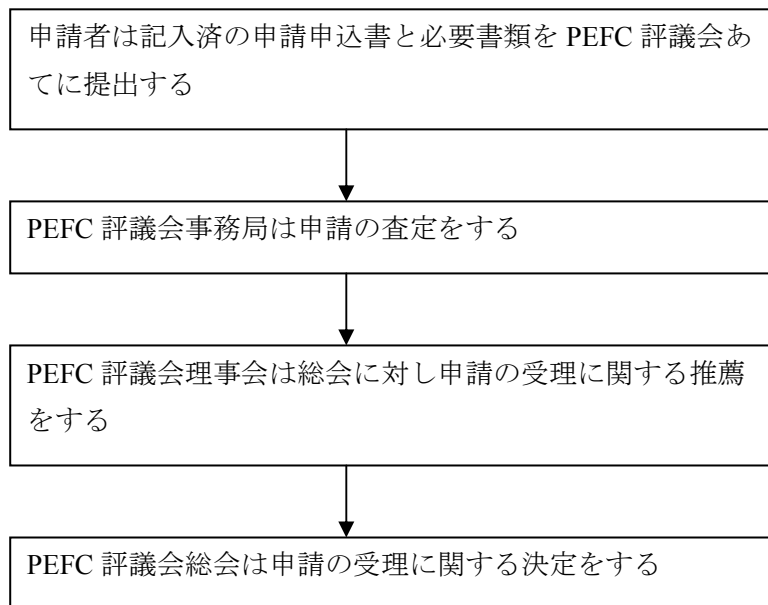 申請者は記入済の申請申込書と必要書類を PEFC 評議会あ
てに提出する
PEFC 評議会事務局は申請の査定をする
PEFC 評議会理事会は総会に対し申請の受理に関する推薦
をする
PEFC 評議会総会は申請の受理に関する決定をする